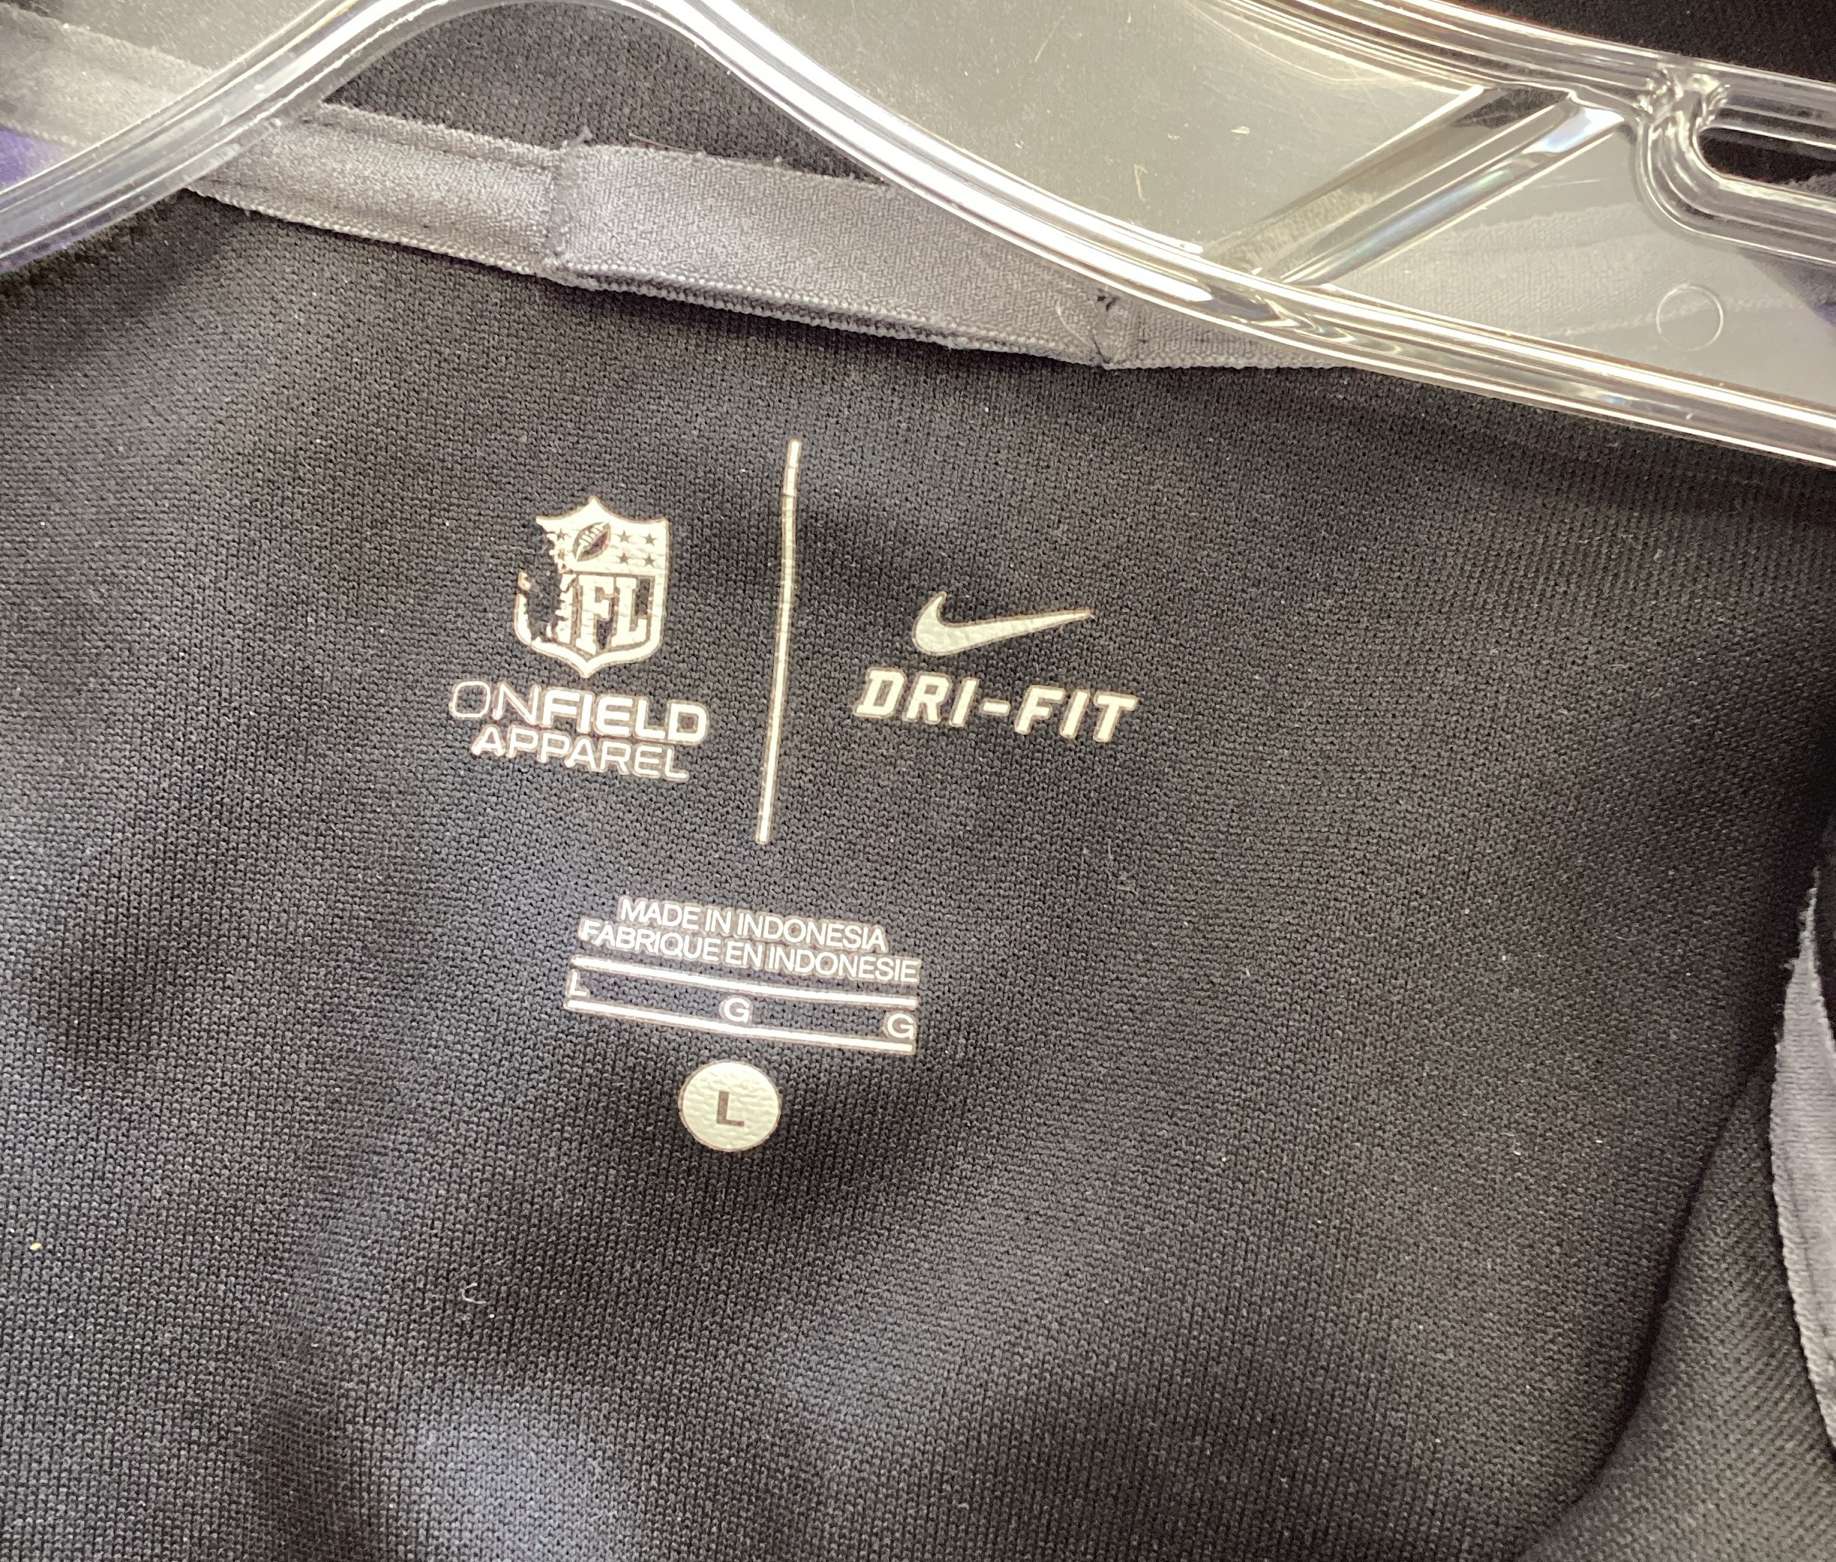 NFL
ONFIELD
APPAREL
DRI-FIT
MADE IN INDONESIA
FABRIQUE EN INDONESIE
L G G
L